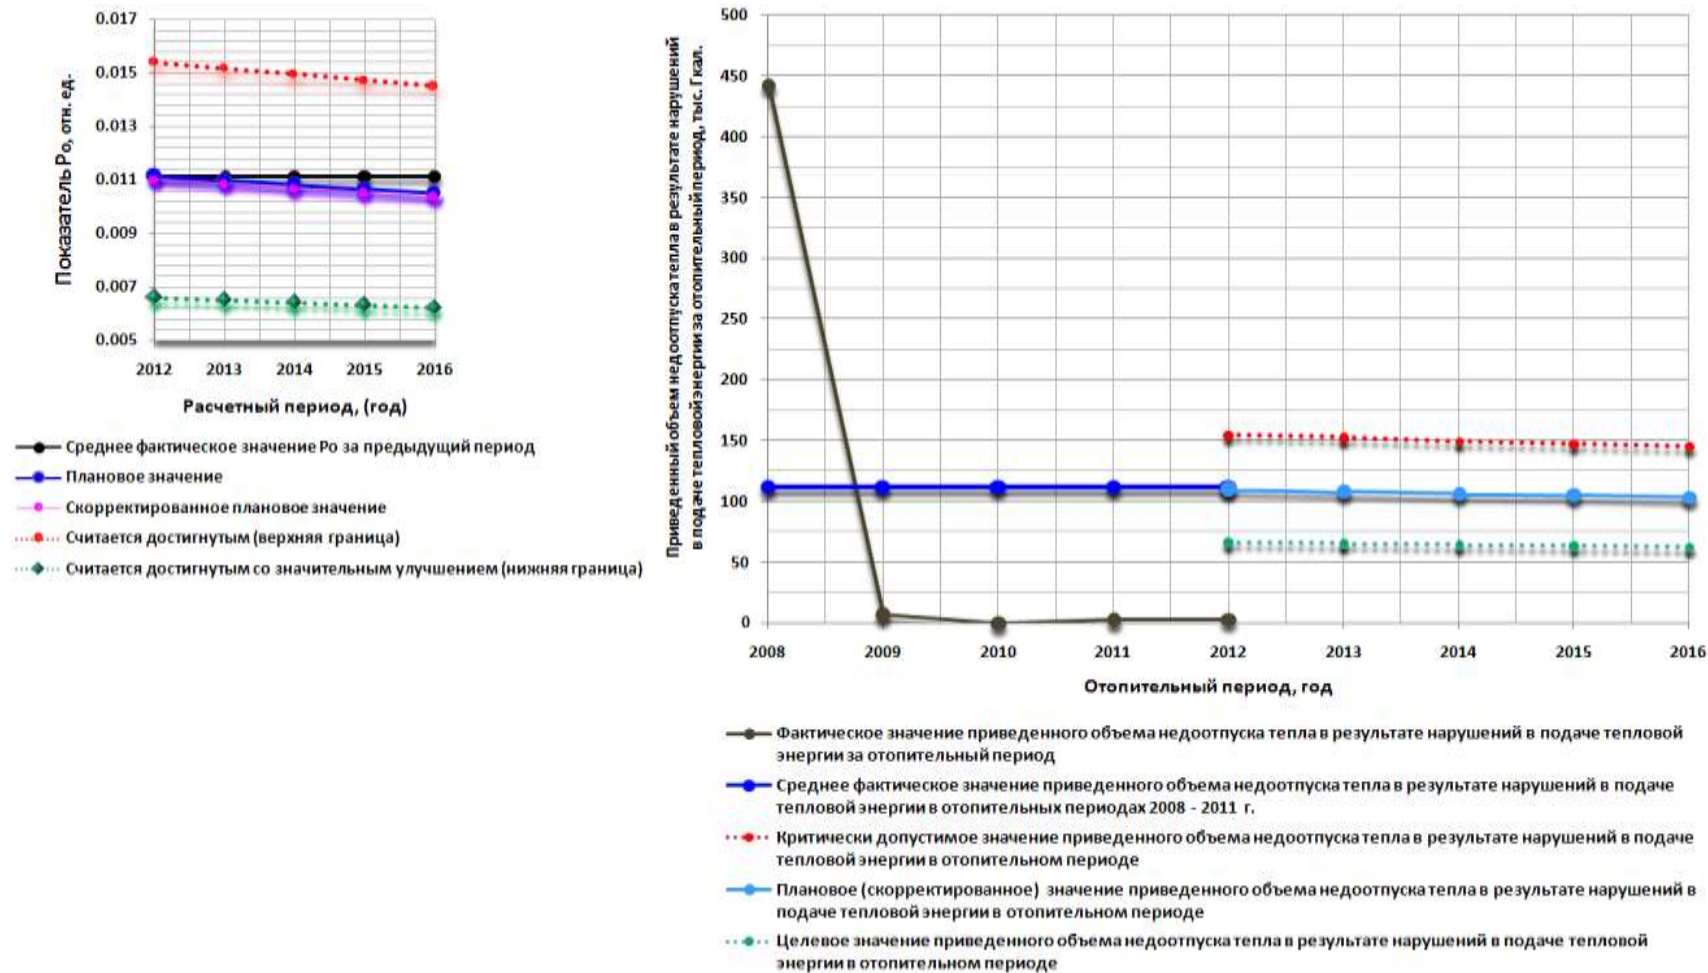 Показатель Ро, отн. ед.
0.017
0.015
0.013
0.011
0.009
0.007
0.005
2012 2013 2014 2015 2016
Расчетный период, (год)
Среднее фактическое значение Ро за предыдущий период
Плановое значение
Скорректированное плановое значение
Считается достигнутым (верхняя граница)
Считается достигнутым со значительным улучшением (нижняя граница)
Приведенный объем недоотпуска тепла в результате нарушений
в подаче тепловой энергии за отопительный период, тыс. Гкал.
500
450
400
350
300
250
200
150
100
50
0
2008 2009 2010 2011 2012 2013 2014 2015 2016
Отопительный период, год
Фактическое значение приведенного объема недоотпуска тепла в результате нарушений в подаче тепловой
энергии за отопительный период
Среднее фактическое значение приведенного объема недоотпуска тепла в результате нарушений в подаче
тепловой энергии в отопительных периодах 2008 - 2011 г.
Критически допустимое значение приведенного объема недоотпуска тепла в результате нарушений в подаче
тепловой энергии в отопительном периоде
Плановое (скорректированное) значение приведенного объема недоотпуска тепла в результате нарушений в
подаче тепловой энергии в отопительном периоде
Целевое значение приведенного объема недоотпуска тепла в результате нарушений в подаче тепловой
энергии в отопительном периоде